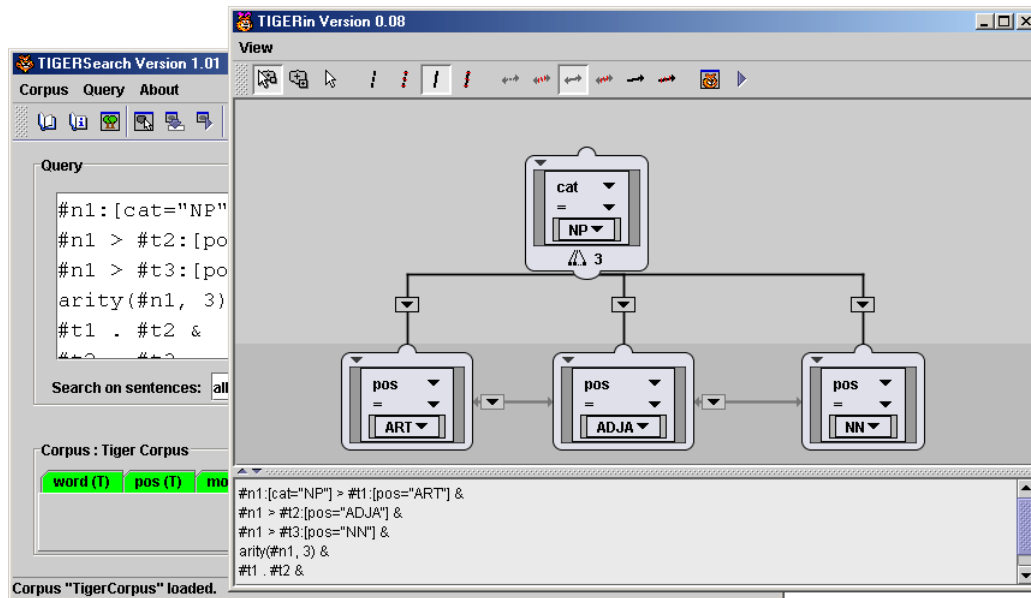 TIGERin Version 0.08
View
TIGERSearch Version 1.01
Corpus Query About
Query
#n1:[cat="NP"
#n1 > #t2:[po
#n1 > #t3:[po
arity(#n1, 3)
#t1 . #t2 &
Search on sentences: all
Corpus : Tiger Corpus
word (T) pos (T) mo
Corpus "TigerCorpus" loaded.
cat
=
NP
3
pos pos pos
= = =
ART ADJA NN
#n1:[cat="NP"] > #t1:[pos="ART"] &
#n1 > #t2:[pos="ADJA"] &
#n1 > #t3:[pos="NN"] &
arity(#n1, 3) &
#t1 . #t2 &